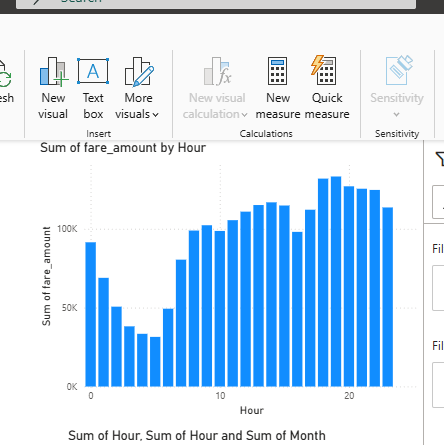 Search
esh
New visual
Text box
More visuals
New visual calculation
New measure
Quick measure
Sensitivity
Insert
Calculations
Sensitivity
Sum of fare_amount by Hour
100K
50K
0K
Sum of fare_amount
0
10
20
Hour
Fil
Fil
Sum of Hour, Sum of Hour and Sum of Month